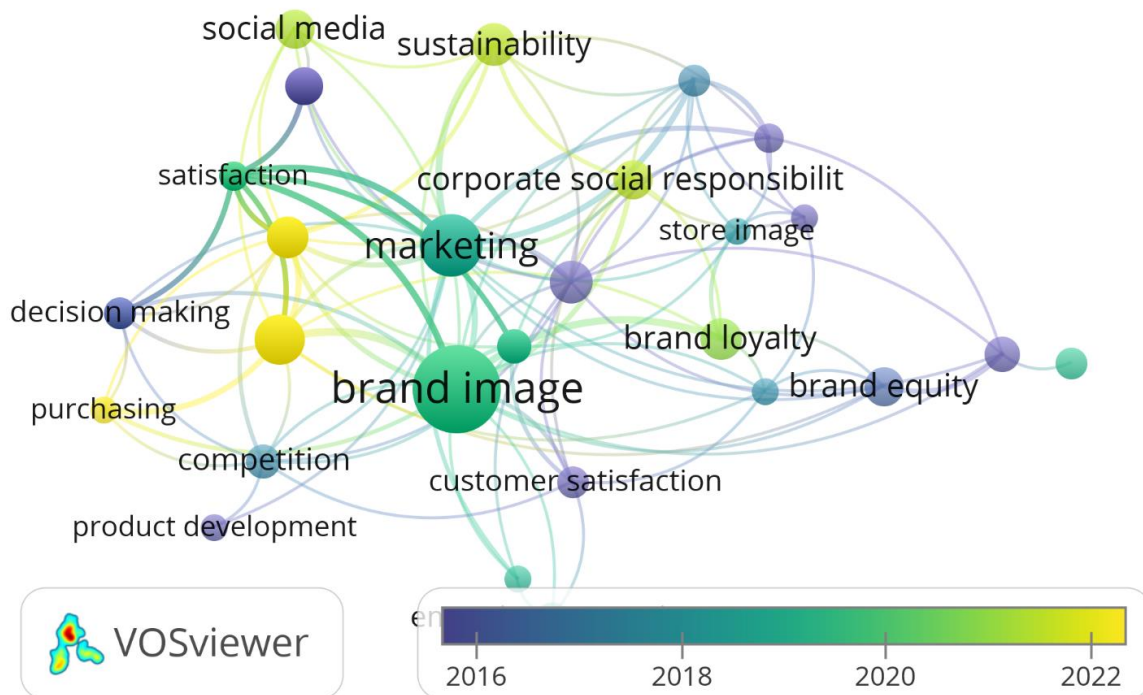 social media
sustainability
satisfaction
corporate social responsibilit
marketing
store image
decision making
brand loyalty
brand image
brand equity
purchasing
competition
customer satisfaction
product development
VOSviewer
2016
2018
2020
2022